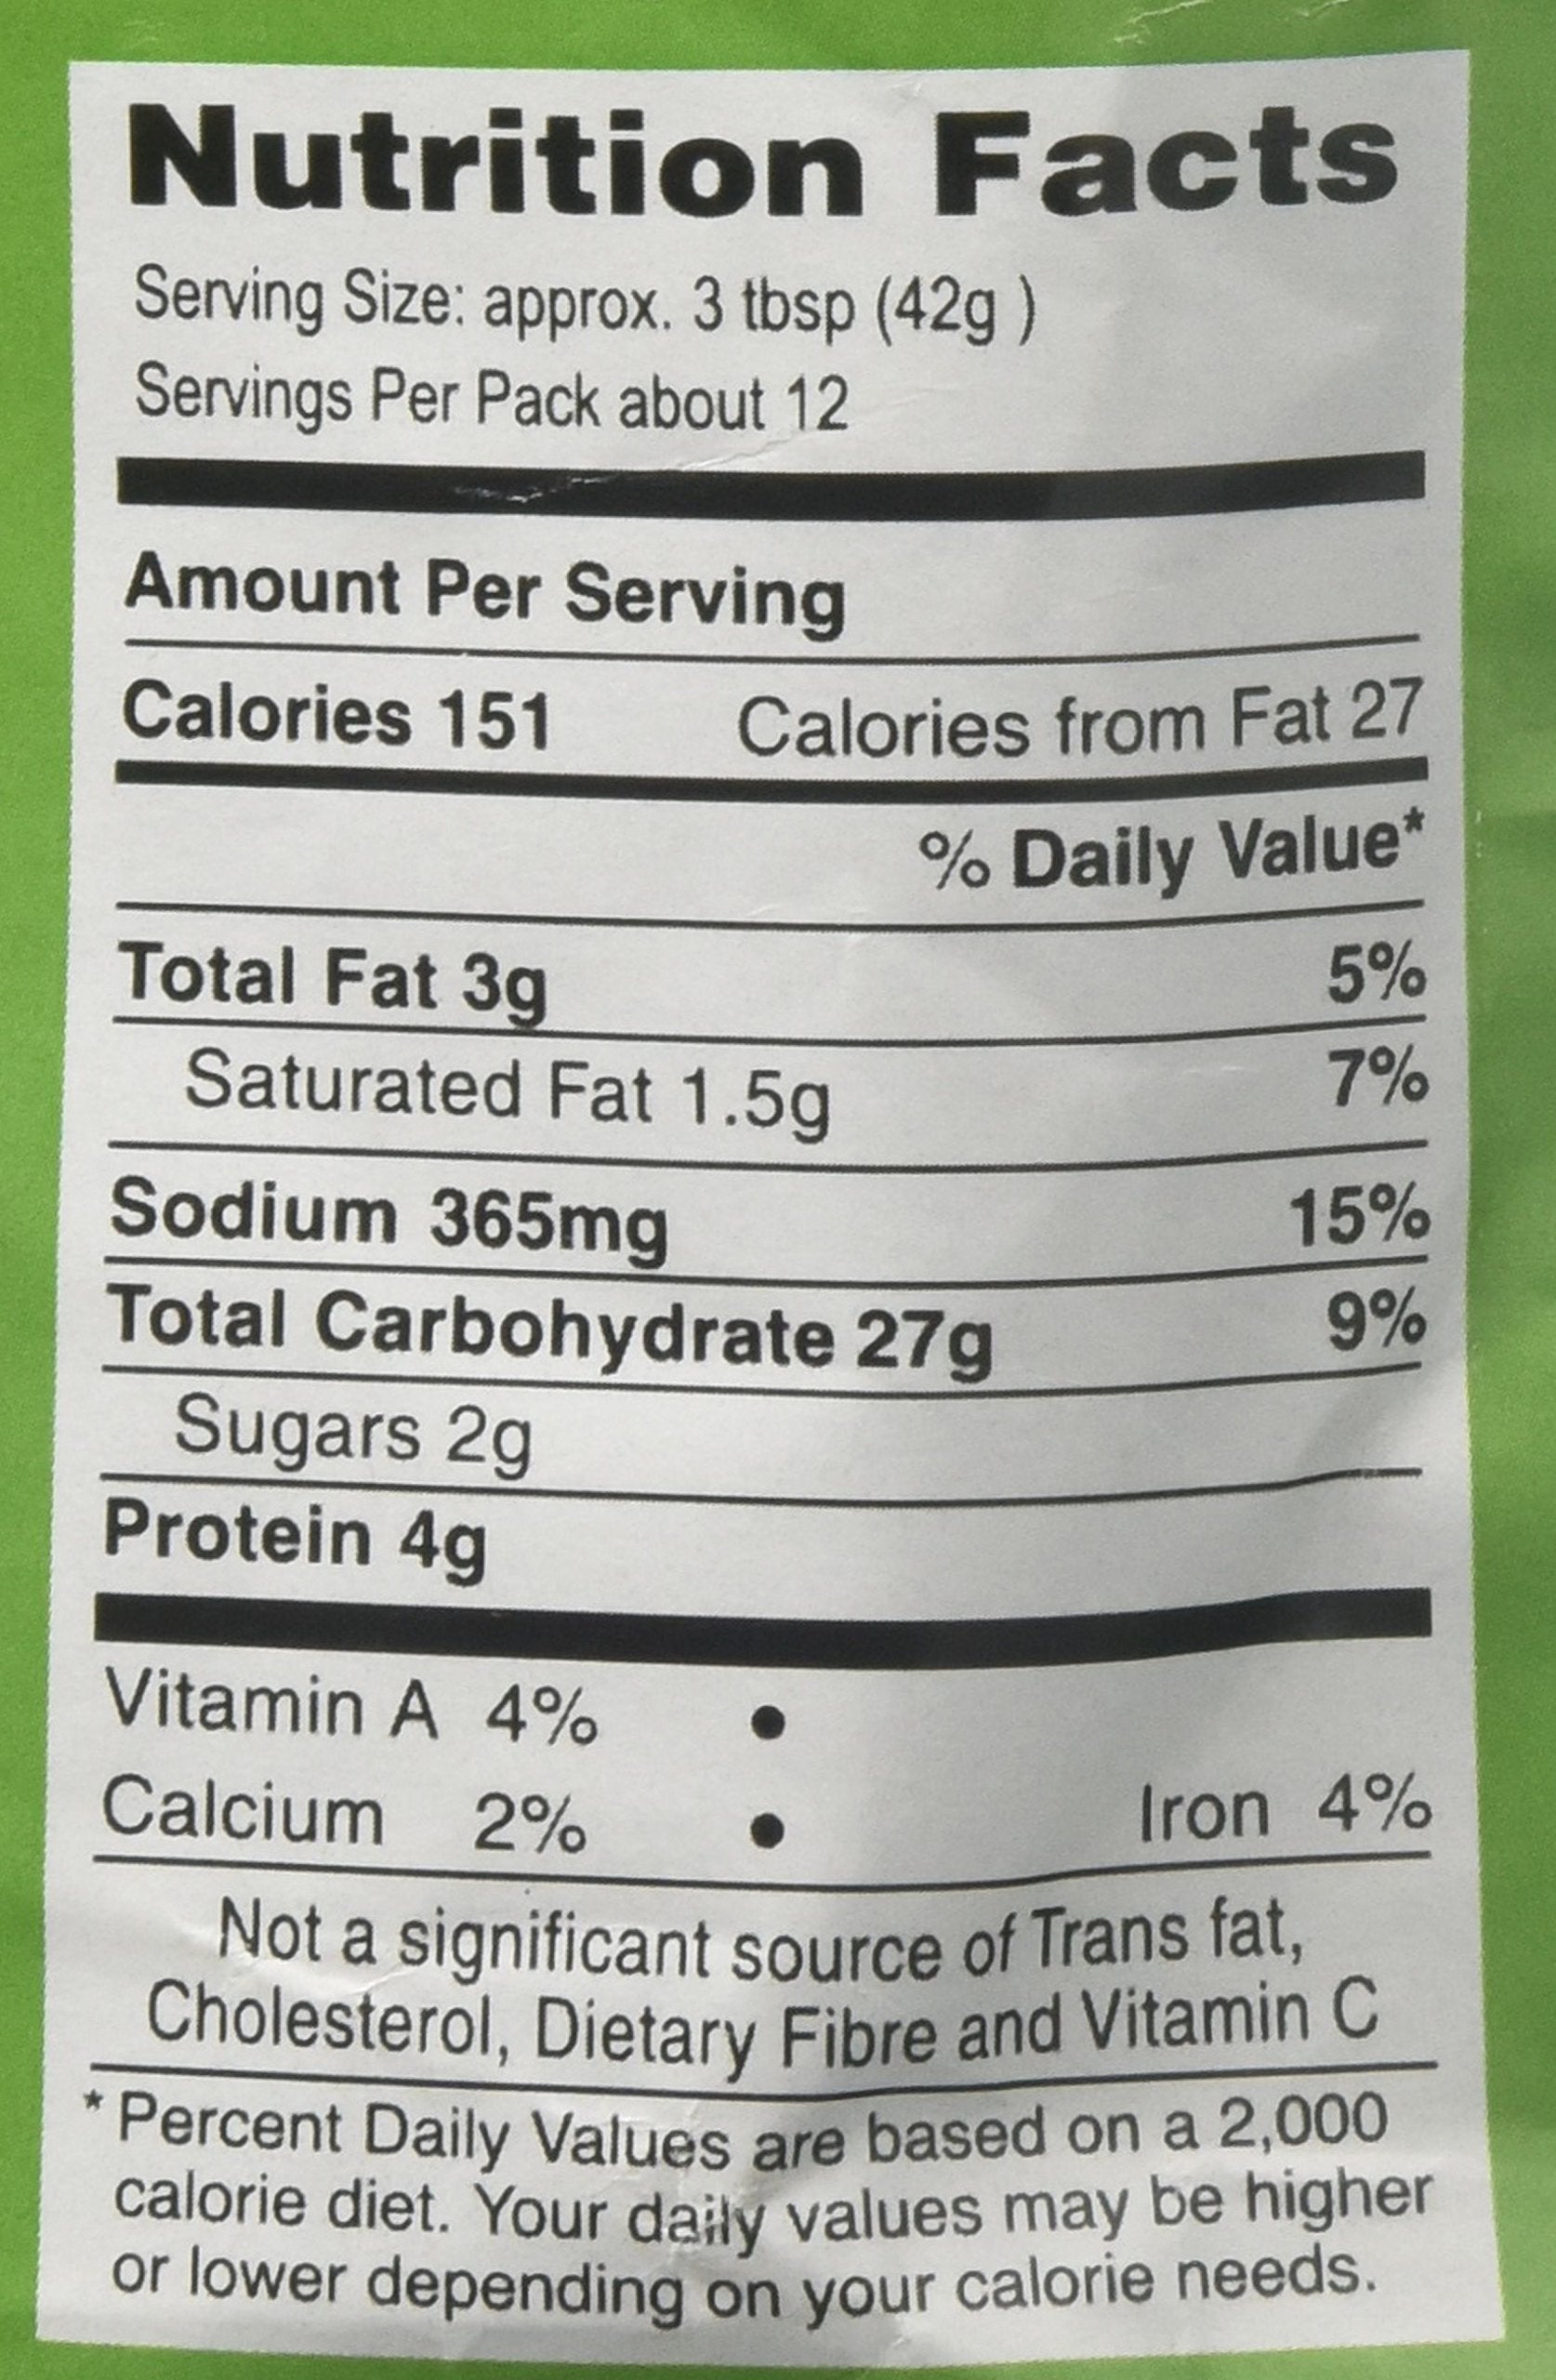 Nutrition Facts
Serving Size: approx. 3 tbsp (42g )
Servings Per Pack about 12
Amount Per Serving
Calories 151 Calories from Fat 27
% Daily Value*
Total Fat 3g 5%
Saturated Fat 1.5g 7%
Sodium 365mg 15%
Total Carbohydrate 27g 9%
Sugars 2g
Protein 4g
Vitamin A 4% •
Calcium 2% • Iron 4%
Not a significant source of Trans fat,
Cholesterol, Dietary Fibre and Vitamin C
* Percent Daily Values are based on a 2,000
calorie diet. Your daily values may be higher
or lower depending on your calorie needs.